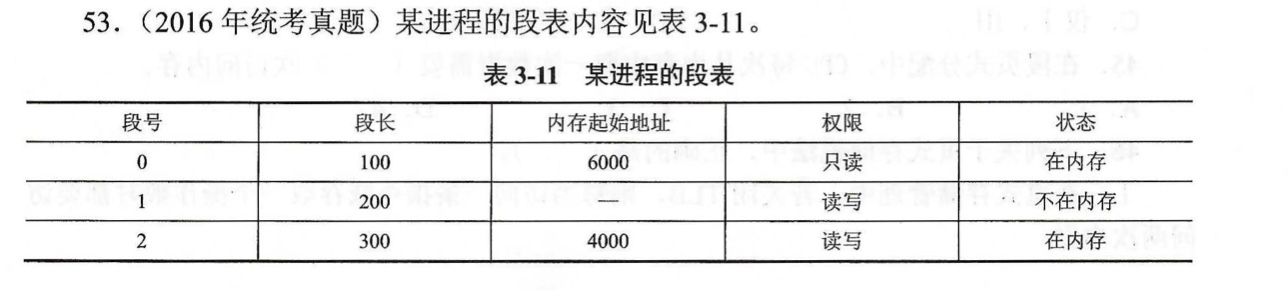 53.（2016 年统考真题）某进程的段表内容见表 3-11。
表 3-11 某进程的段表
段号 段长 内存起始地址 权限 状态
0 100 6000 只读 在内存
1 200 — 读写 不在内存
2 300 4000 读写 在内存